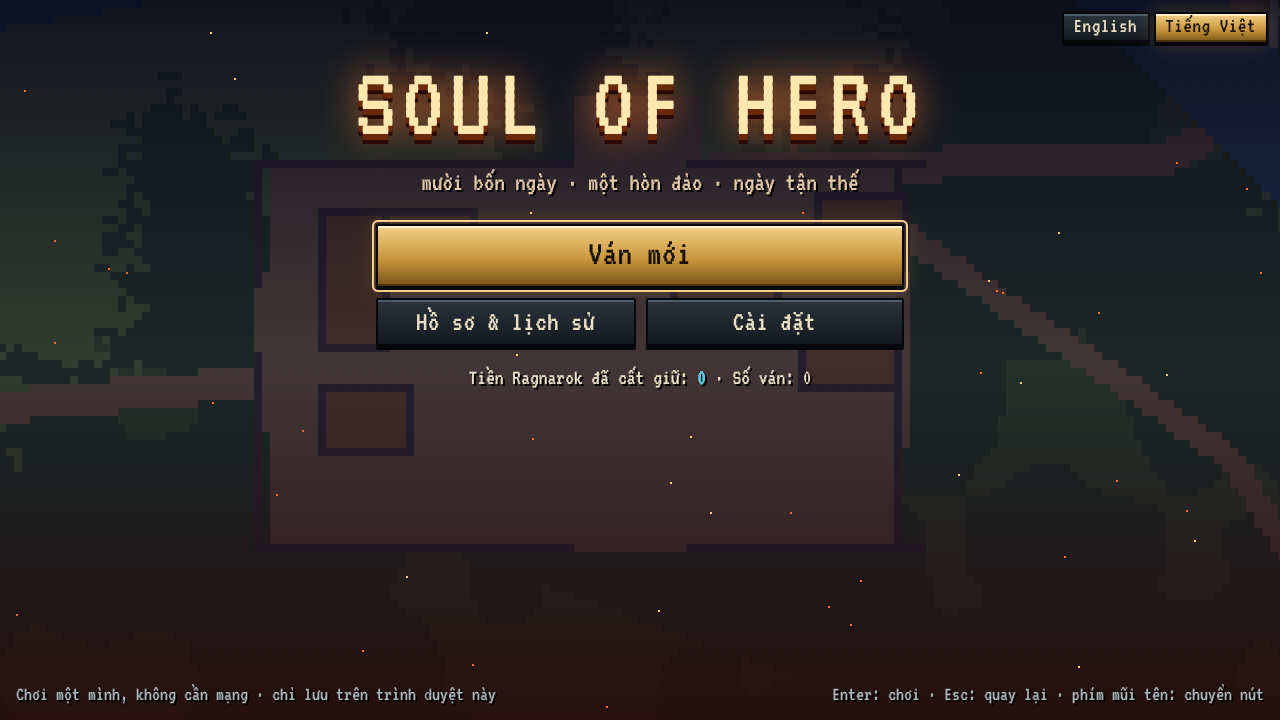 English
Tiếng Việt
SOUL OF HERO
mười bốn ngày · một hòn đảo · ngày tận thế
Ván mới
Hồ sơ & lịch sử
Cài đặt
Tiền Ragnarok đã cất giữ: 0 · Số ván: 0
Chơi một mình, không cần mạng · chỉ lưu trên trình duyệt này
Enter: chơi · Esc: quay lại · phím mũi tên: chuyển nút